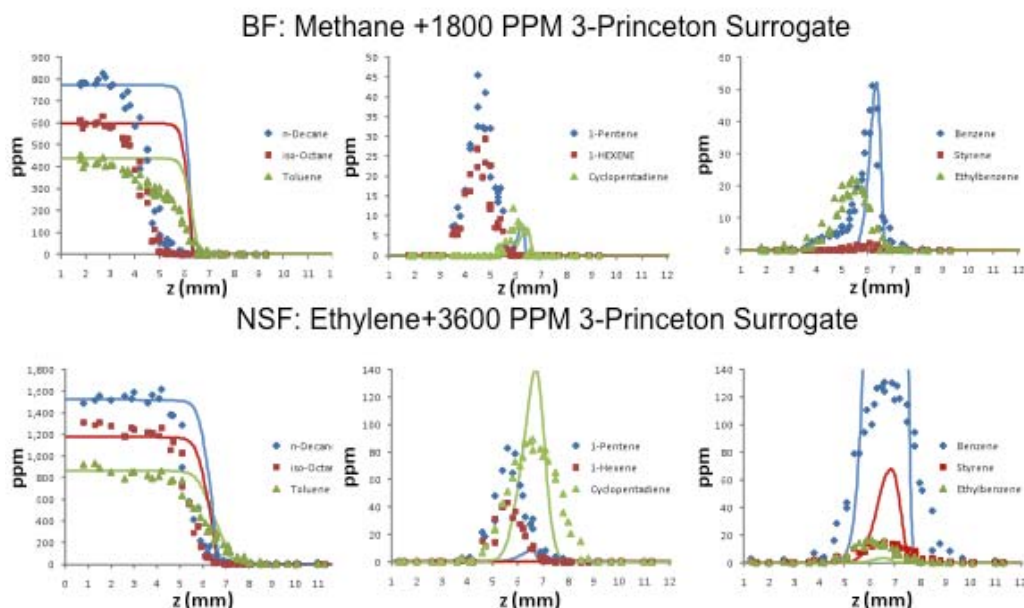 BF: Methane +1800 PPM 3-Princeton Surrogate
900
800
700
600
500
400
300
200
100
0
ppm
n-Decane
iso-Octane
Toluene
1 2 3 4 5 6 7 8 9 10 11 1
z (mm)
50
45
40
35
30
25
20
15
10
5
0
ppm
1-Pentene
1-HEXENE
Cyclopentadiene
1 2 3 4 5 6 7 8 9 10 11 12
z (mm)
60
50
40
30
20
10
0
ppm
Benzene
Styrene
Ethylbenzene
1 2 3 4 5 6 7 8 9 10 11 12
z (mm)
NSF: Ethylene+3600 PPM 3-Princeton Surrogate
1,800
1,600
1,400
1,200
1,000
800
600
400
200
0
ppm
n-Decane
iso-Octar
Toluene
0 1 2 3 4 5 6 7 8 9 10 11
z (mm)
140
120
100
80
60
40
20
0
ppm
1-Pentene
1-Hexene
Cyclopentadiene
1 2 3 4 5 6 7 8 9 10 11 12
z (mm)
140
120
100
80
60
40
20
0
ppm
Benzene
Styrene
Ethylbenzene
1 2 3 4 5 6 7 8 9 10 11 12
z (mm)